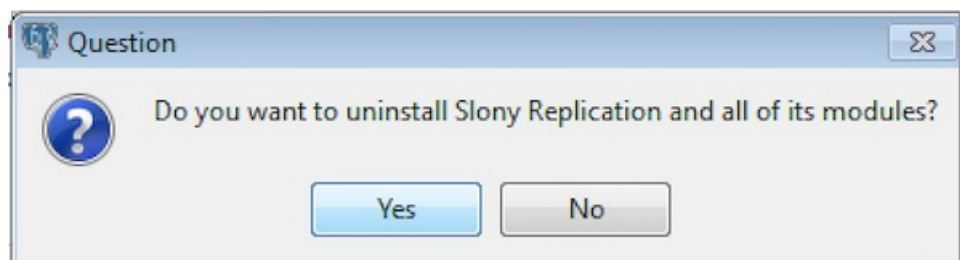 Question
Do you want to uninstall Slony Replication and all of its modules?
Yes
No